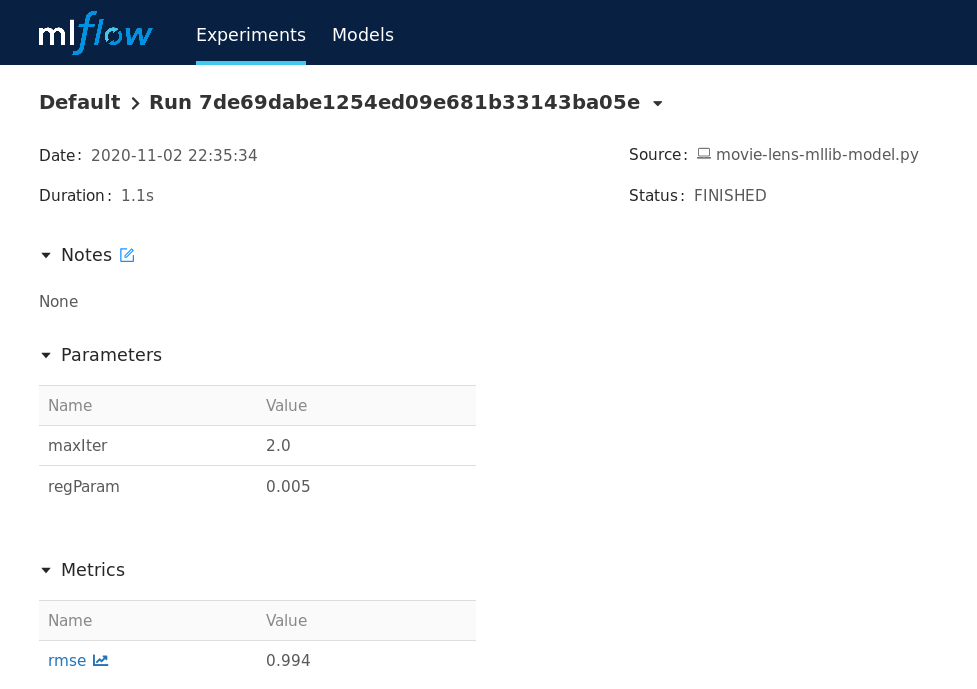 mlflow Experiments Models
Default > Run 7de69dabe1254ed09e681b33143ba05e
Date: 2020-11-02 22:35:34 Source: movie-lens-mllib-model.py
Duration: 1.1s Status: FINISHED
Notes
None
Parameters
Name Value
maxIter 2.0
regParam 0.005
Metrics
Name Value
rmse 0.994